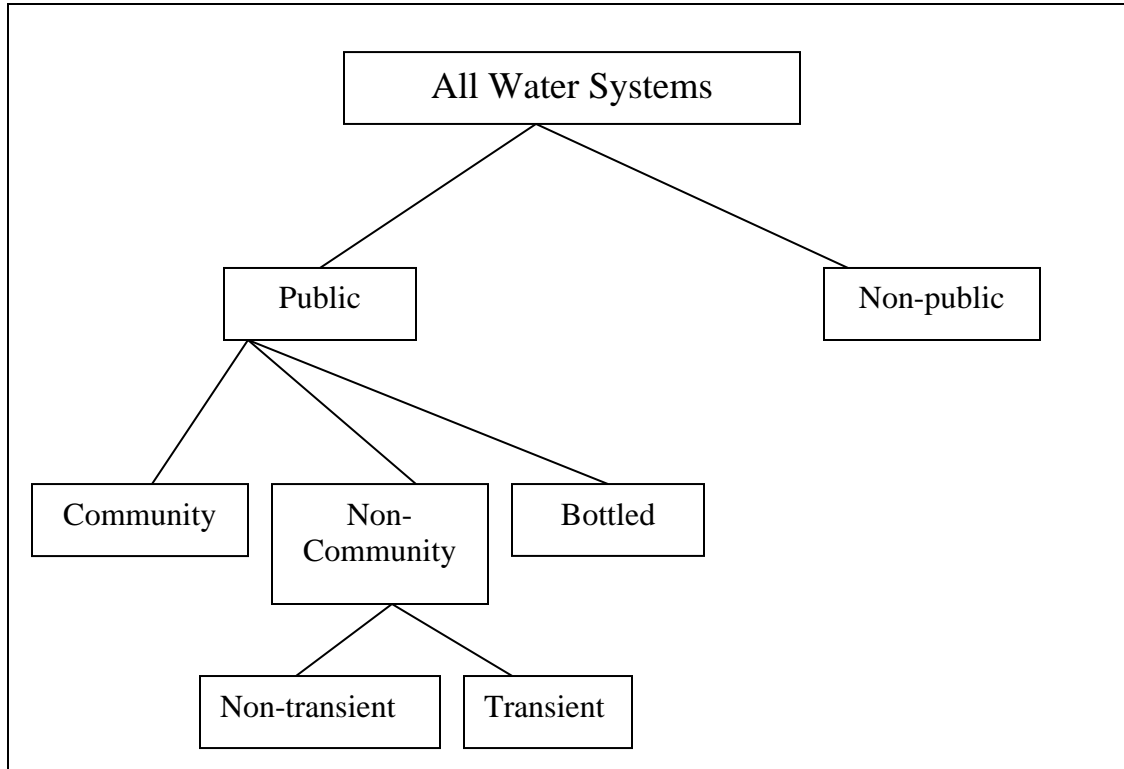 All Water Systems
Public
Non-public
Community
Non-
Community
Bottled
Non-transient
Transient